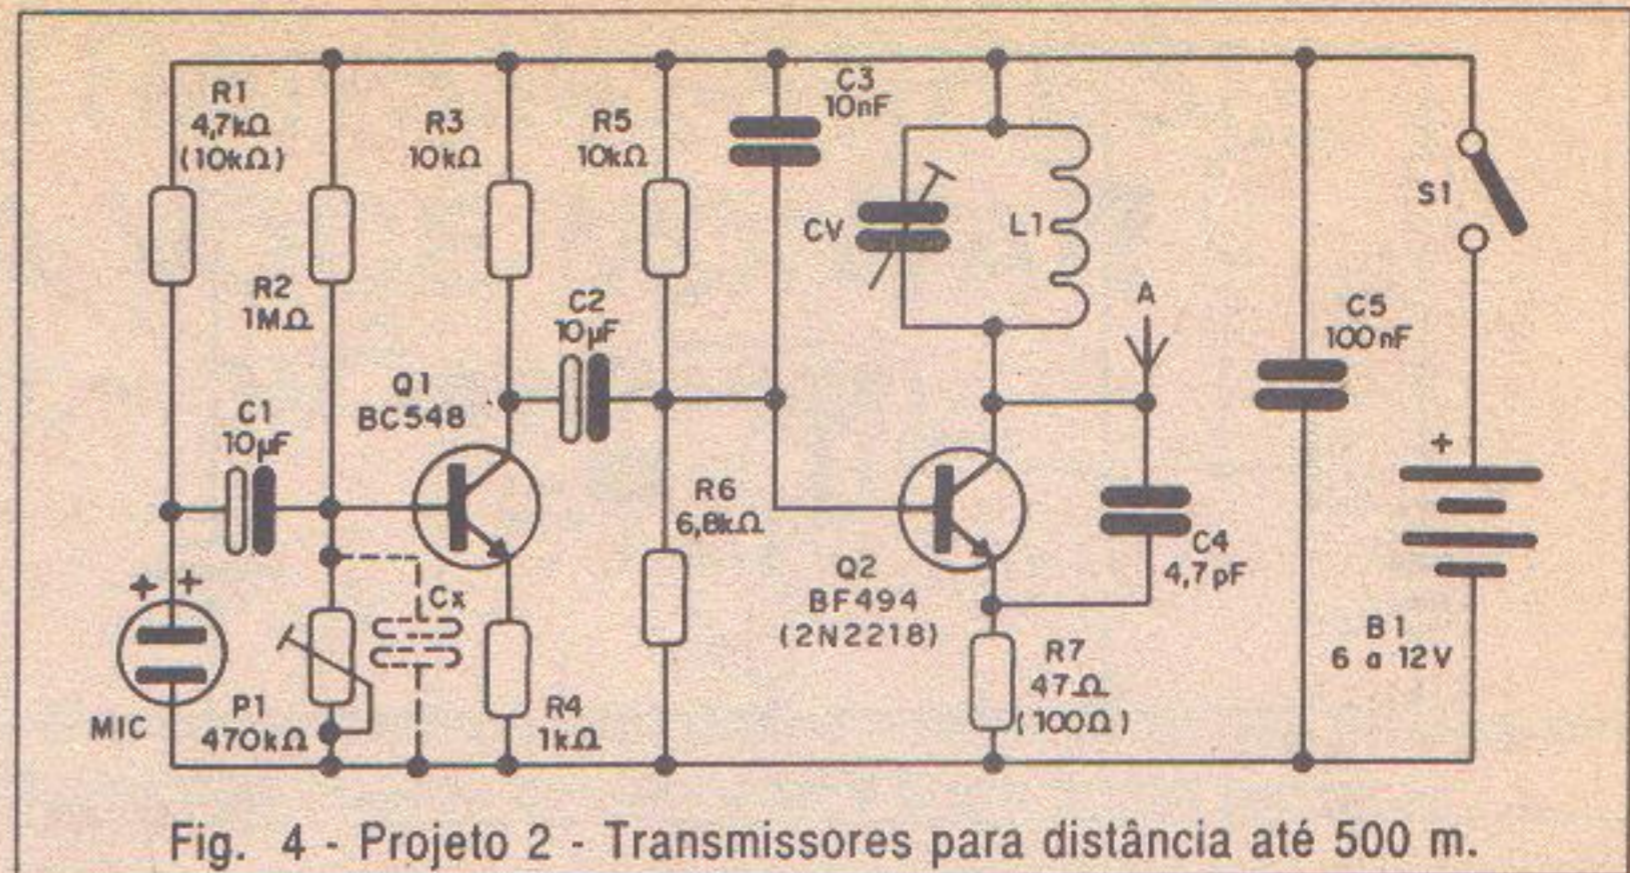 R1
4,7kΩ
(10kΩ)
R2
1MΩ
R3
10kΩ
R5
10kΩ
C3
10nF
CV
L1
A
C5
100nF
S1
C1
10µF
Q1
BC548
C2
10µF
R6
6,8kΩ
Q2
BF494
(2N2218)
C4
4,7pF
+
B1
6 a 12V
+ +
MIC
P1
470kΩ
Cx
R4
1kΩ
R7
47Ω
(100Ω)
Fig. 4 - Projeto 2 - Transmissores para distância até 500 m.